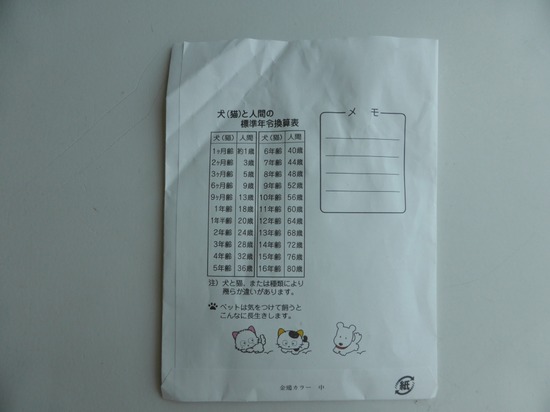 犬(猫)と人間の
標準年令換算表
メモ
犬(猫) 人間 犬(猫) 人間
1ヶ月齢 約1歳 6年齢 40歳
2ヶ月齢 3歳 7年齢 44歳
3ヶ月齢 5歳 8年齢 48歳
6ヶ月齢 9歳 9年齢 52歳
9ヶ月齢 13歳 10年齢 56歳
1年齢 18歳 11年齢 60歳
1年半齢 20歳 12年齢 64歳
2年齢 24歳 13年齢 68歳
3年齢 28歳 14年齢 72歳
4年齢 32歳 15年齢 76歳
5年齢 36歳 16年齢 80歳
注)犬と猫、または種類により
幾らか違いがあります。
ペットは気をつけて飼うと
こんなに長生きします。
金鳩カラー 中
紙